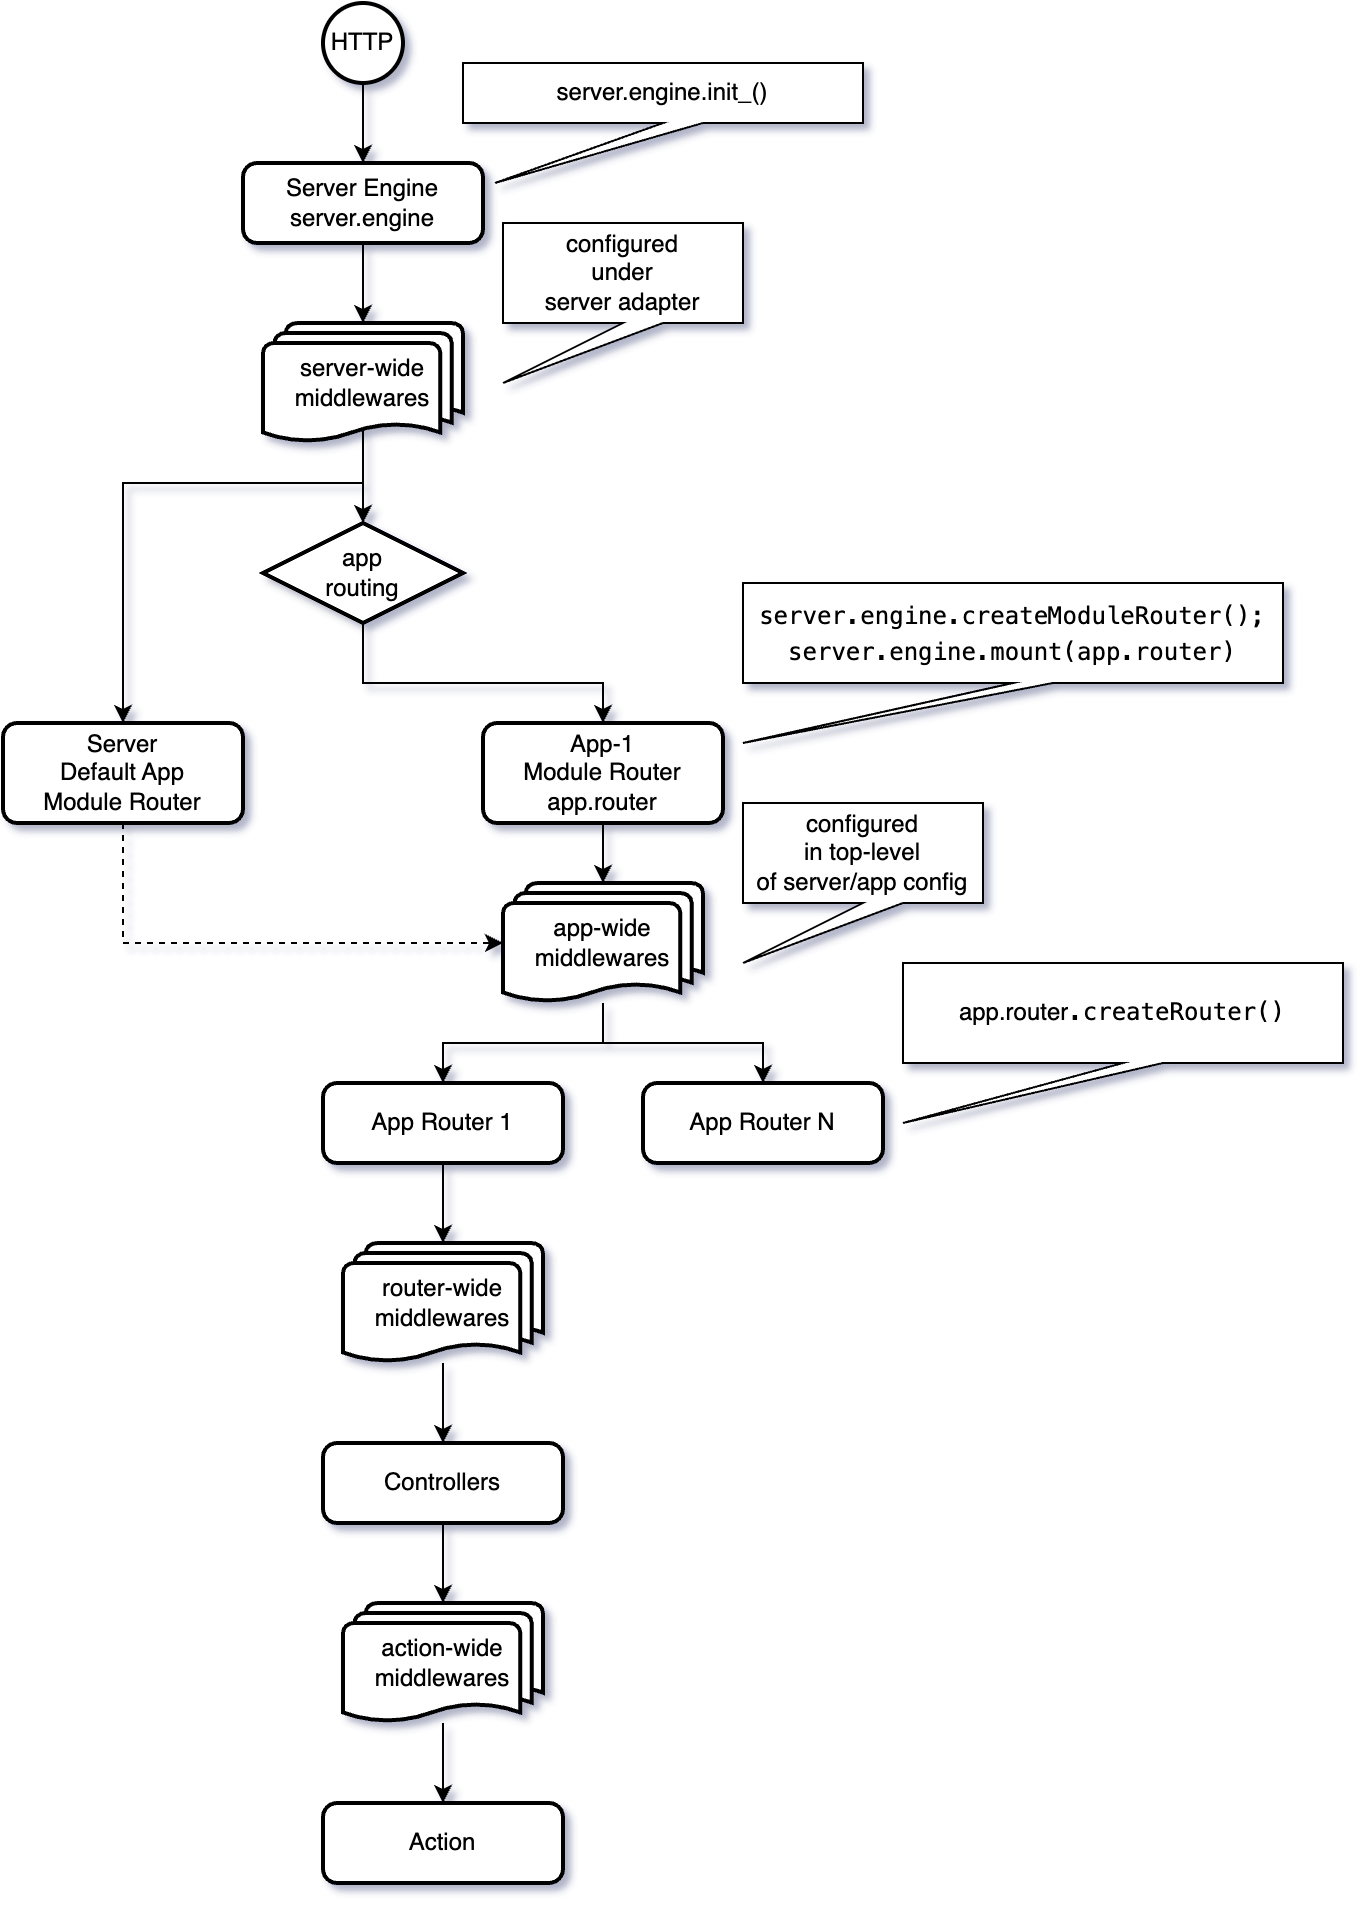 HTTP
server.engine.init_()
Server Engine
server.engine
configured
under
server adapter
server-wide
middlewares
app
routing
server.engine.createModuleRouter();
server.engine.mount(app.router)
Server
Default App
Module Router
App-1
Module Router
app.router
configured
in top-level
of server/app config
app-wide
middlewares
app.router.createRouter()
App Router 1
App Router N
router-wide
middlewares
Controllers
action-wide
middlewares
Action